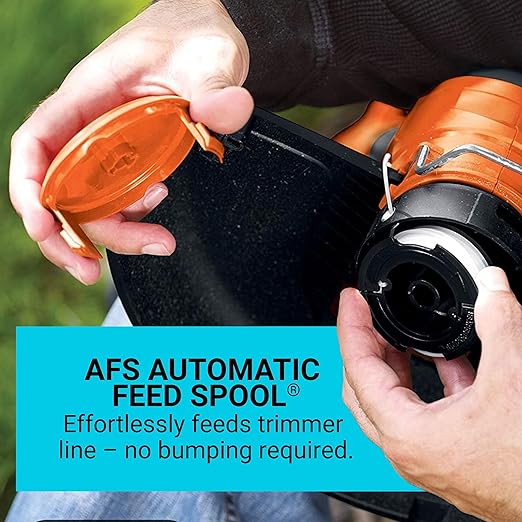 AFS AUTOMATIC
FEED SPOOL®
Effortlessly feeds trimmer
line – no bumping required.